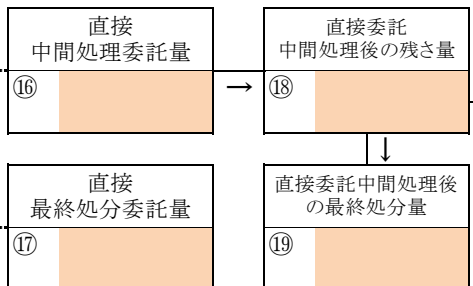 直接
中間処理委託量
⑯
→
直接委託
中間処理後の残さ量
⑱
↓
直接
最終処分委託量
⑰
直接委託中間処理後
の最終処分量
⑲